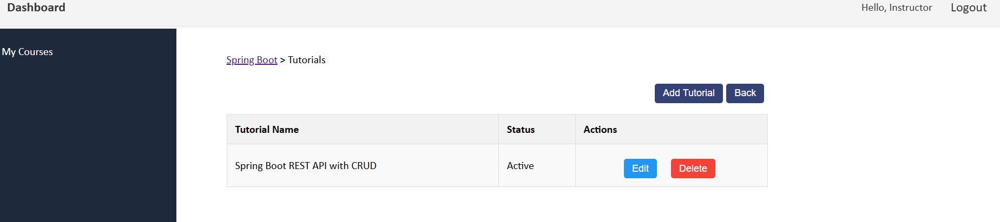 Dashboard Hello, Instructor Logout
My Courses
Spring Boot > Tutorials
Add Tutorial Back
Tutorial Name Status Actions
Spring Boot REST API with CRUD Active Edit Delete